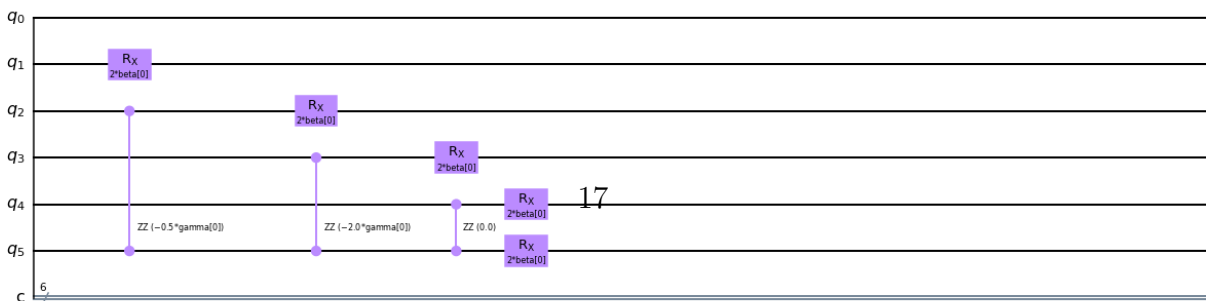 q0
q1 RX
2*beta[0]
q2 RX
2*beta[0]
q3 RX
2*beta[0]
q4 RX 17
2*beta[0]
ZZ (−0.5*gamma[0]) ZZ (−2.0*gamma[0]) ZZ (0.0)
q5 RX
2*beta[0]
6
c